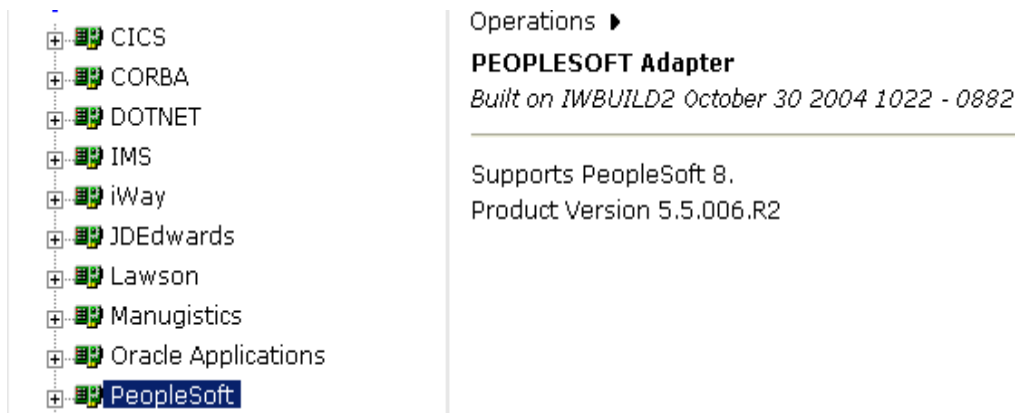 CICS
CORBA
DOTNET
IMS
iWay
JDEdwards
Lawson
Manugistics
Oracle Applications
PeopleSoft
Operations
PEOPLESOFT Adapter
Built on IWBUILD2 October 30 2004 1022 - 0882
Supports PeopleSoft 8.
Product Version 5.5.006.R2